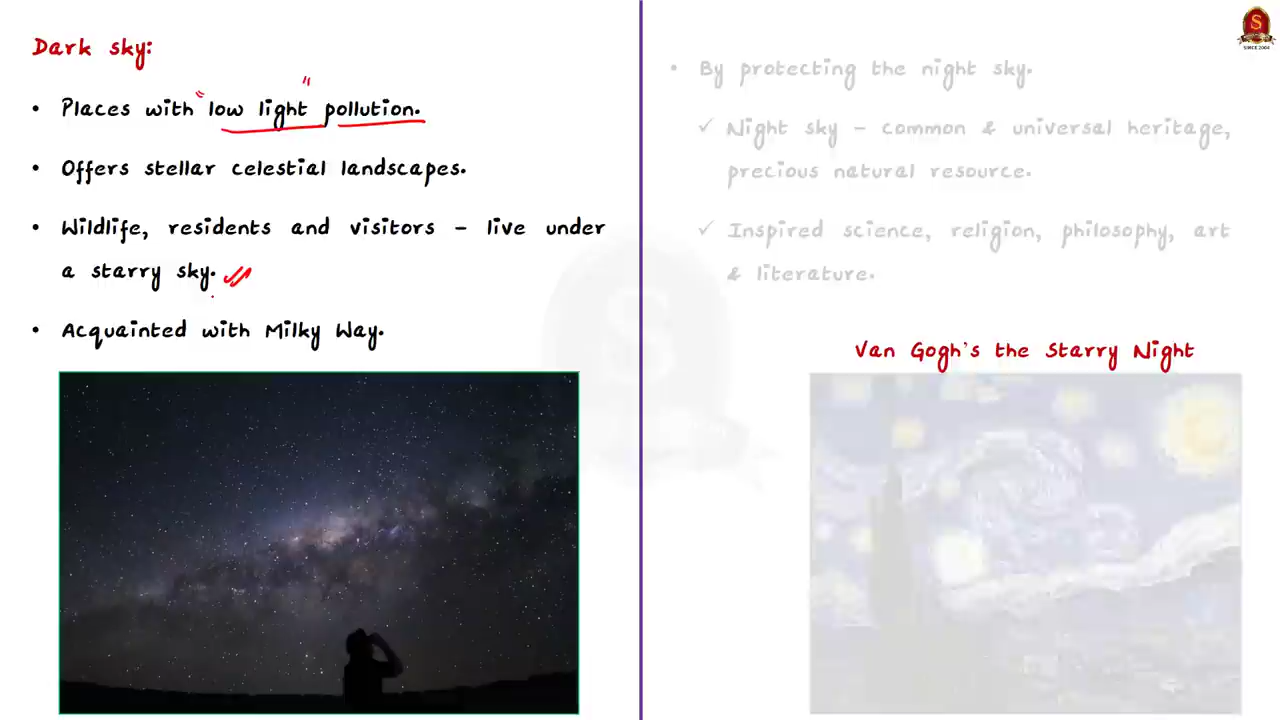 Dark sky:
• Places with “low light” pollution.
• Offers stellar celestial landscapes.
• Wildlife, residents and visitors – live under
a starry sky.
• Acquainted with Milky Way.
• By protecting the night sky.
✓ Night sky – common & universal heritage,
precious natural resource.
✓ Inspired science, religion, philosophy, art
& literature.
Van Gogh's the Starry Night
S
SINCE 2004